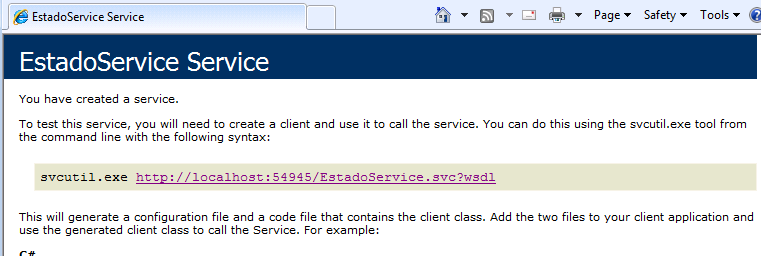 EstadoService Service
Page Safety Tools
EstadoService Service
You have created a service.
To test this service, you will need to create a client and use it to call the service. You can do this using the svcutil.exe tool from
the command line with the following syntax:
svcutil.exe http://localhost:54945/EstadoService.svc?wsdl
This will generate a configuration file and a code file that contains the client class. Add the two files to your client application and
use the generated client class to call the Service. For example:
C#